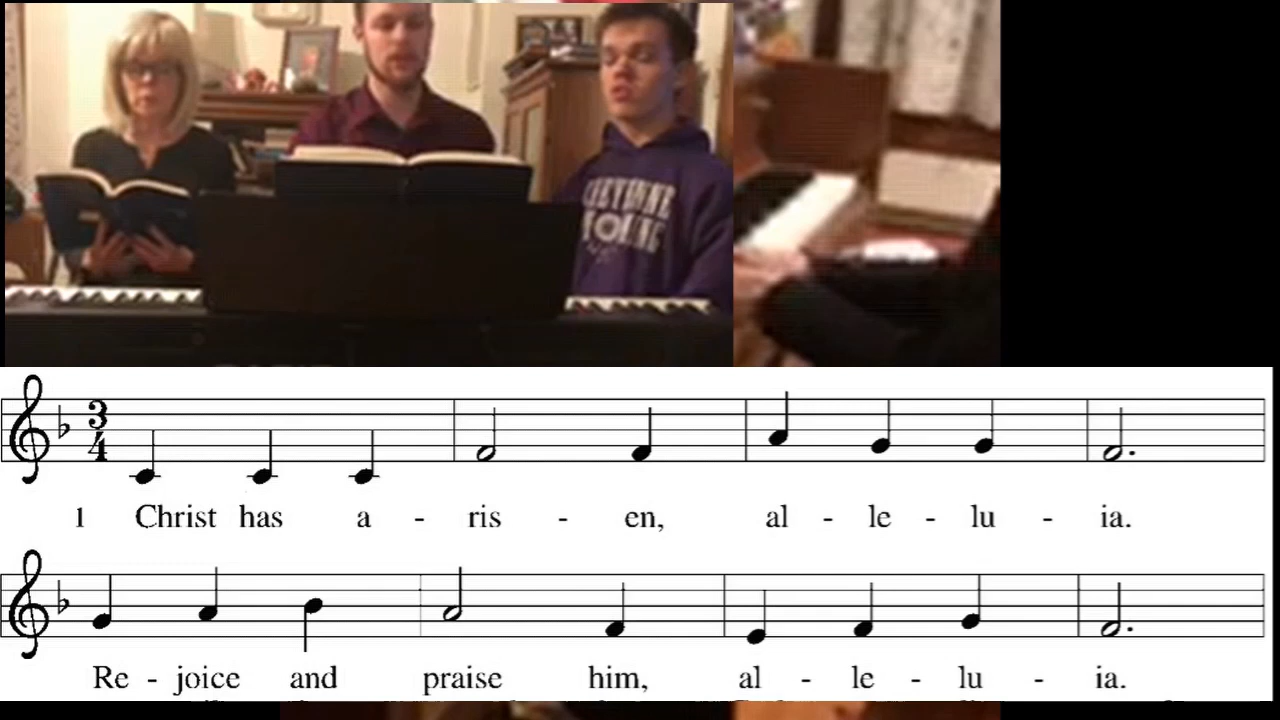 CHEYENNE
3
4
1 Christ has a - ris - en, al - le - lu - ia.
Re - joice and praise him, al - le - lu - ia.